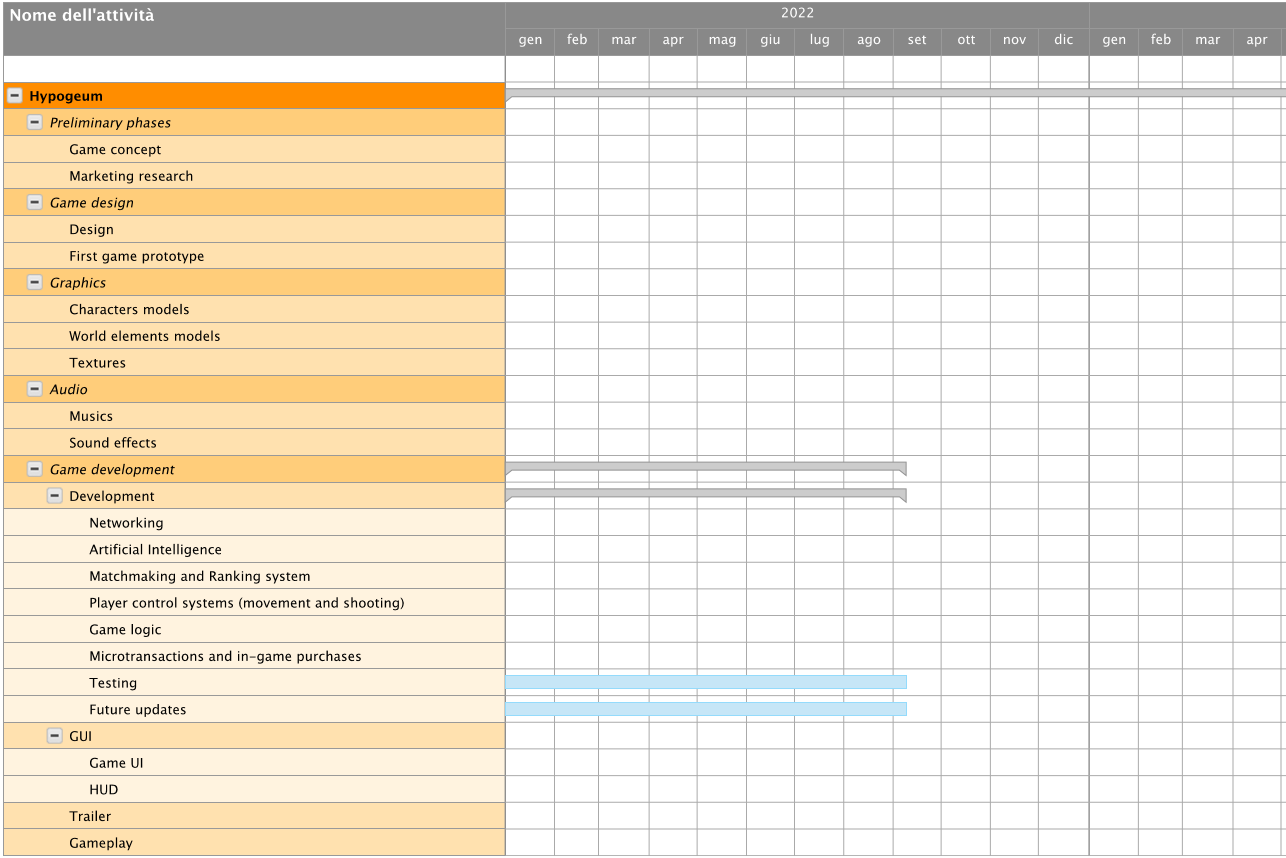 Nome dell'attività
2022
gen feb mar apr mag giu lug ago set ott nov dic gen feb mar apr
Hypogeum
Preliminary phases
Game concept
Marketing research
Game design
Design
First game prototype
Graphics
Characters models
World elements models
Textures
Audio
Musics
Sound effects
Game development
Development
Networking
Artificial Intelligence
Matchmaking and Ranking system
Player control systems (movement and shooting)
Game logic
Microtransactions and in-game purchases
Testing
Future updates
GUI
Game UI
HUD
Trailer
Gameplay